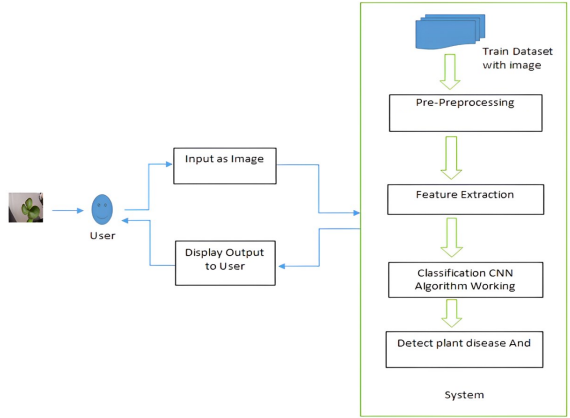 Train Dataset
with image
Pre-Preprocessing
Input as Image
Feature Extraction
User
Display Output
to User
Classification CNN
Algorithm Working
Detect plant disease And
System